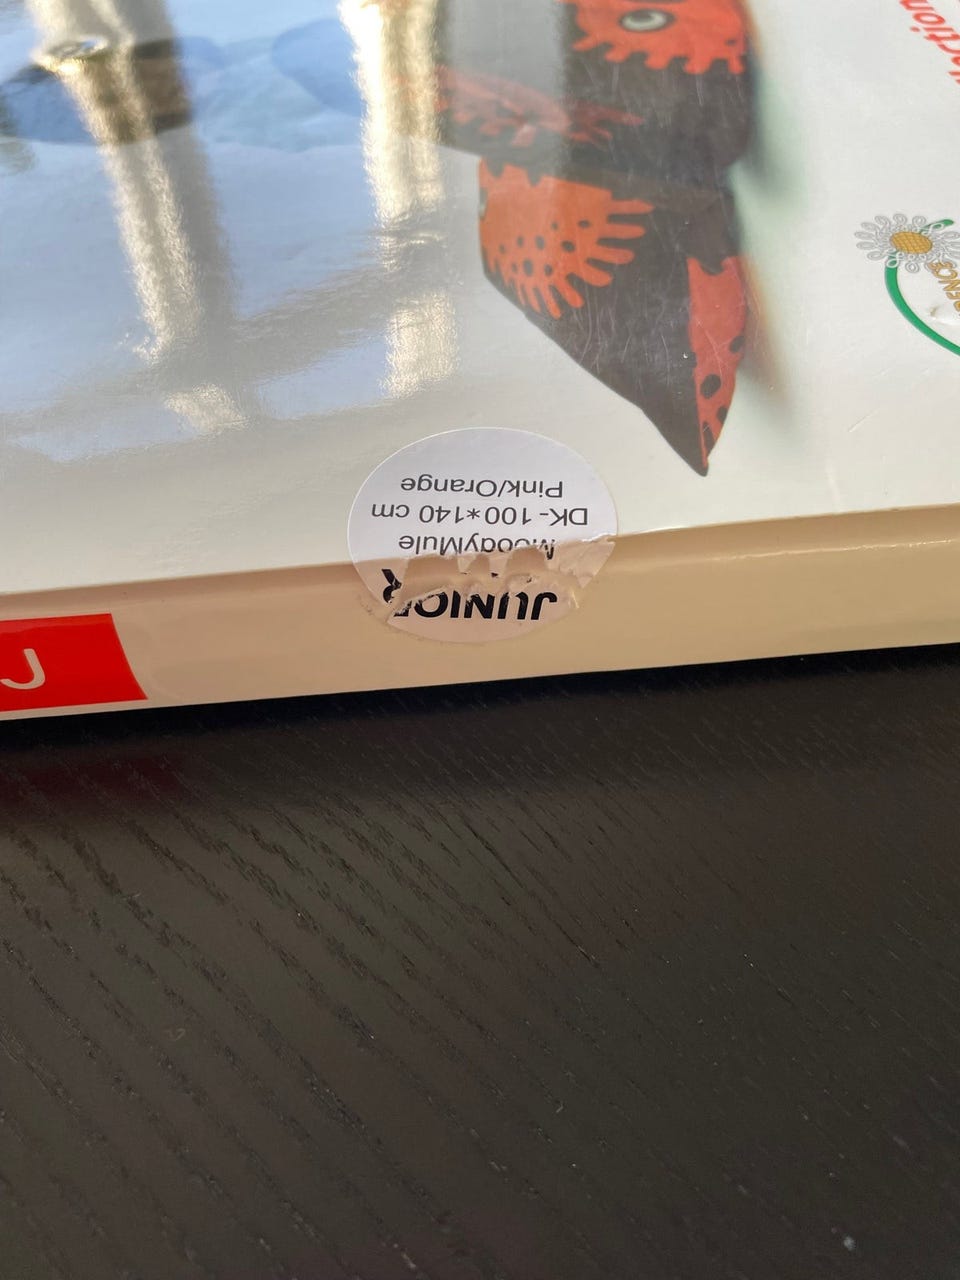 JUNIOR
MoodyMule
DK- 100*140 cm
Pink/Orange
J